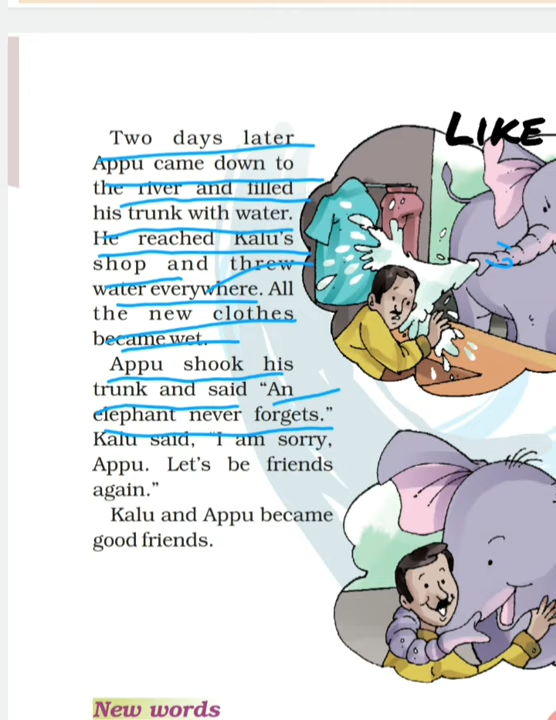 Two days later
Appu came down to
the river and filled
his trunk with water.
He reached Kalu's
shop and threw
water everywhere. All
the new clothes
became wet.
Appu shook his
trunk and said "An
elephant never forgets."
Kalu said, "I am sorry,
Appu. Let's be friends
again."
Kalu and Appu became
good friends.
LIKE
New words